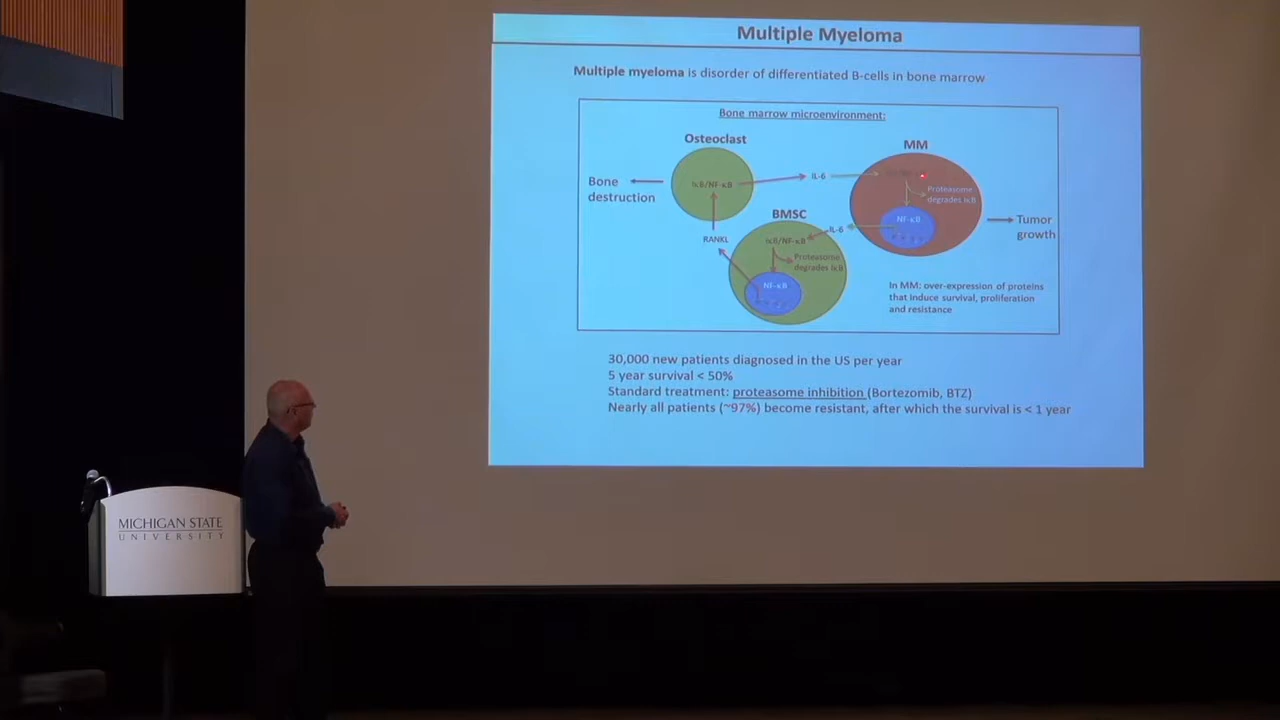 Multiple Myeloma
Multiple myeloma is disorder of differentiated B-cells in bone marrow
Bone marrow microenvironment:
Osteoclast
MM
IκB/NF-κB
IL-6
Bone
destruction
Proteasome
degrades IκB
NF-κB
Tumor
growth
BMSC
IL-6
RANKL
IκB/NF-κB
Proteasome
degrades IκB
NF-κB
In MM: over-expression of proteins
that induce survival, proliferation
and resistance
30,000 new patients diagnosed in the US per year
5 year survival < 50%
Standard treatment: proteasome inhibition (Bortezomib, BTZ)
Nearly all patients (~97%) become resistant, after which the survival is < 1 year
MICHIGAN STATE
UNIVERSITY